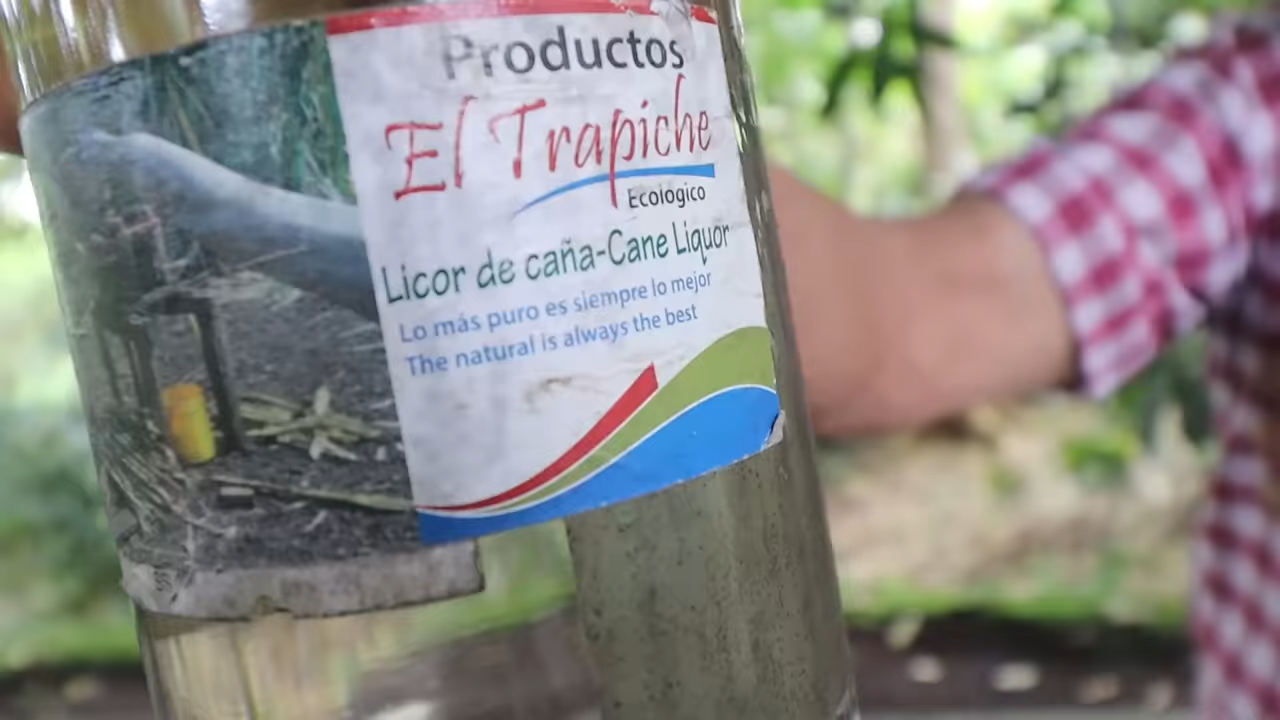 Productos
El Trapiche
Ecológico
Licor de caña-Cane Liquor
Lo más puro es siempre lo mejor
The natural is always the best